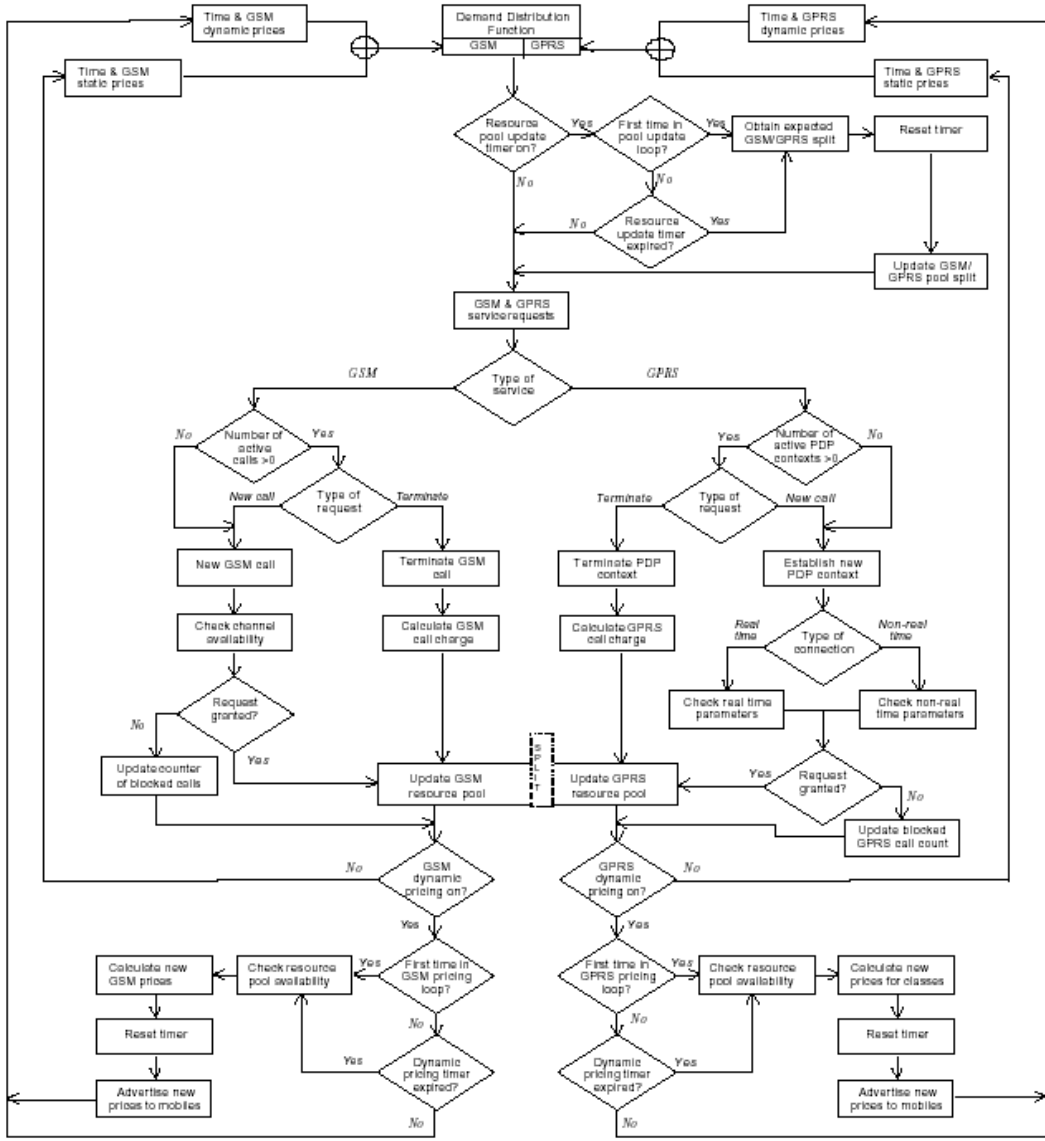 Time & GSM
dynamic prices
Demand Distribution
Function
GSM
GPRS
Time & GPRS
dynamic prices
Time & GSM
static prices
Time & GPRS
static prices
Resource
pool update
timer on?
Yes
First time in
pool update
loop?
Yes
Obtain expected
GSM/GPRS split
Reset timer
No
No
No
Resource
update timer
expired?
Yes
Update GSM/
GPRS pool split
GSM & GPRS
service requests
GSM
Type of
service
GPRS
No
Number of
active
calls >0
Yes
Yes
Number of
active PDP
contexts >0
No
New call
Type of
request
Terminate
Terminate
Type of
request
New call
New GSM call
Terminate GSM
call
Terminate PDP
context
Establish new
PDP context
Check channel
availability
Calculate GSM
call charge
Calculate GPRS
call charge
Real
time
Type of
connection
Non-real
time
Request
granted?
No
Yes
Check real time
parameters
Check non-real
time parameters
Update counter
of blocked calls
Update GSM
resource pool
SPLIT
Update GPRS
resource pool
Yes
Request
granted?
No
Update blocked
GPRS call count
No
GSM
dynamic
pricing on?
GPRS
dynamic
pricing on?
No
Yes
Yes
Calculate new
GSM prices
Check resource
pool availability
Yes
First time in
GSM pricing
loop?
First time in
GPRS pricing
loop?
Yes
Check resource
pool availability
Calculate new
prices for classes
No
No
Reset timer
Reset timer
Yes
Dynamic
pricing timer
expired?
Dynamic
pricing timer
expired?
Yes
Advertise new
prices to mobiles
Advertise new
prices to mobiles
No
No